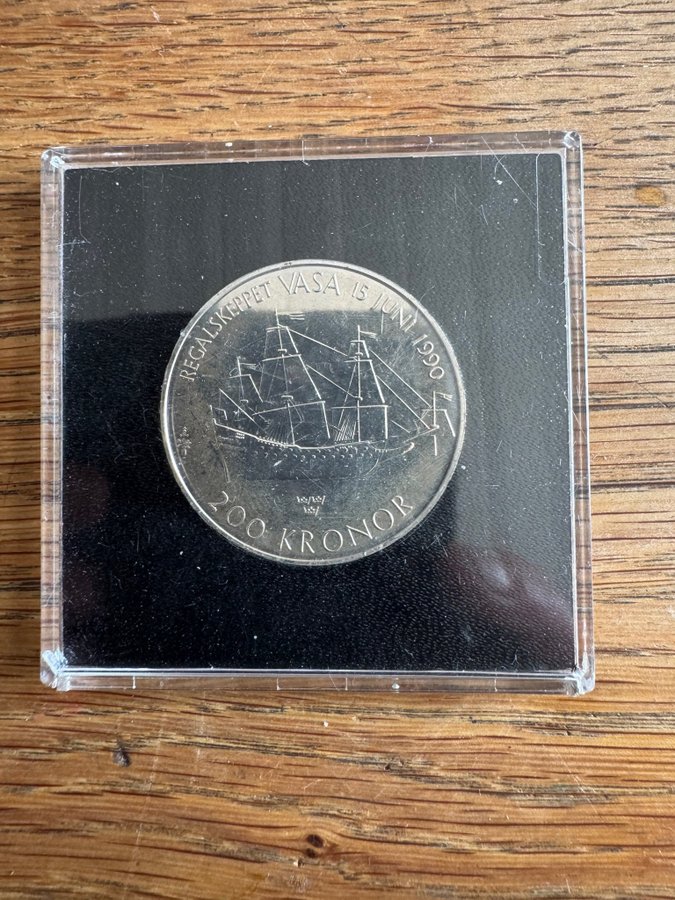 REGALSKEPPET VASA 15 JUNI 1990
200 KRONOR